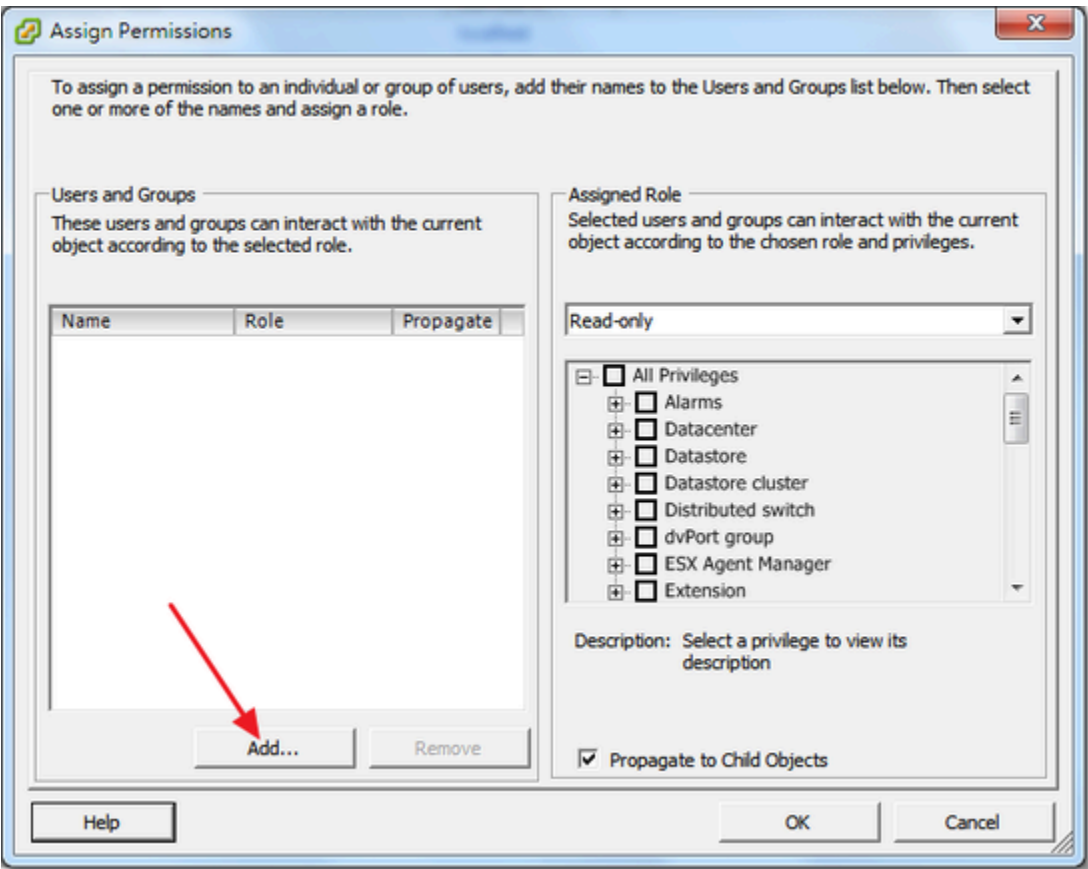 Assign Permissions
To assign a permission to an individual or group of users, add their names to the Users and Groups list below. Then select
one or more of the names and assign a role.
Users and Groups
These users and groups can interact with the current
object according to the selected role.
Name Role Propagate
Add...
Remove
Assigned Role
Selected users and groups can interact with the current
object according to the chosen role and privileges.
Read-only
All Privileges
Alarms
Datacenter
Datastore
Datastore cluster
Distributed switch
dvPort group
ESX Agent Manager
Extension
Description: Select a privilege to view its
description
Propagate to Child Objects
Help
OK
Cancel